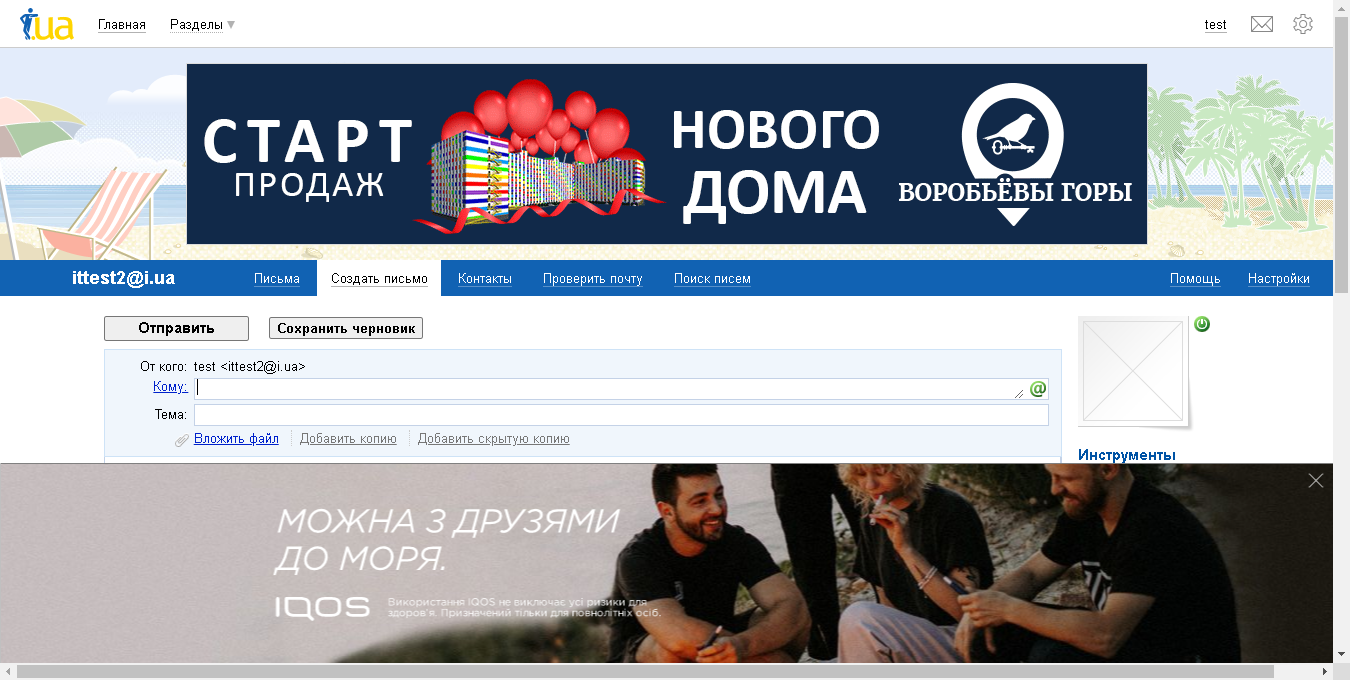 i.ua Главная Разделы test
СТАРТ
ПРОДАЖ
НОВОГО
ДОМА
ВОРОБЬЁВЫ ГОРЫ
ittest2@i.ua Письма Создать письмо Контакты Проверить почту Поиск писем Помощь Настройки
Отправить Сохранить черновик
От кого: test <ittest2@i.ua>
Кому:
Тема:
Вложить файл Добавить копию Добавить скрытую копию
Инструменты
МОЖНА З ДРУЗЯМИ
ДО МОРЯ.
IQOS
Використання IQOS не виключає усі ризики для
здоров'я. Призначений тільки для повнолітніх осіб.